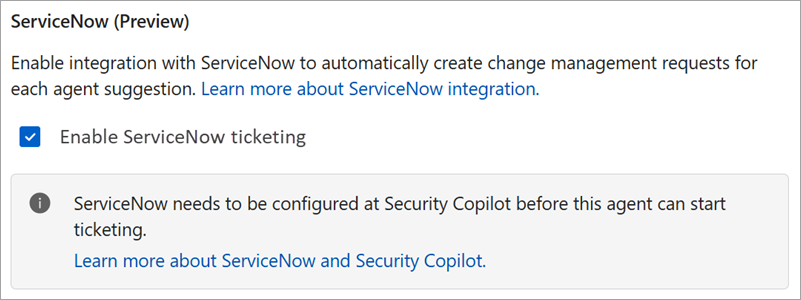 ServiceNow (Preview)
Enable integration with ServiceNow to automatically create change management requests for
each agent suggestion. Learn more about ServiceNow integration.
Enable ServiceNow ticketing
ServiceNow needs to be configured at Security Copilot before this agent can start
ticketing.
Learn more about ServiceNow and Security Copilot.